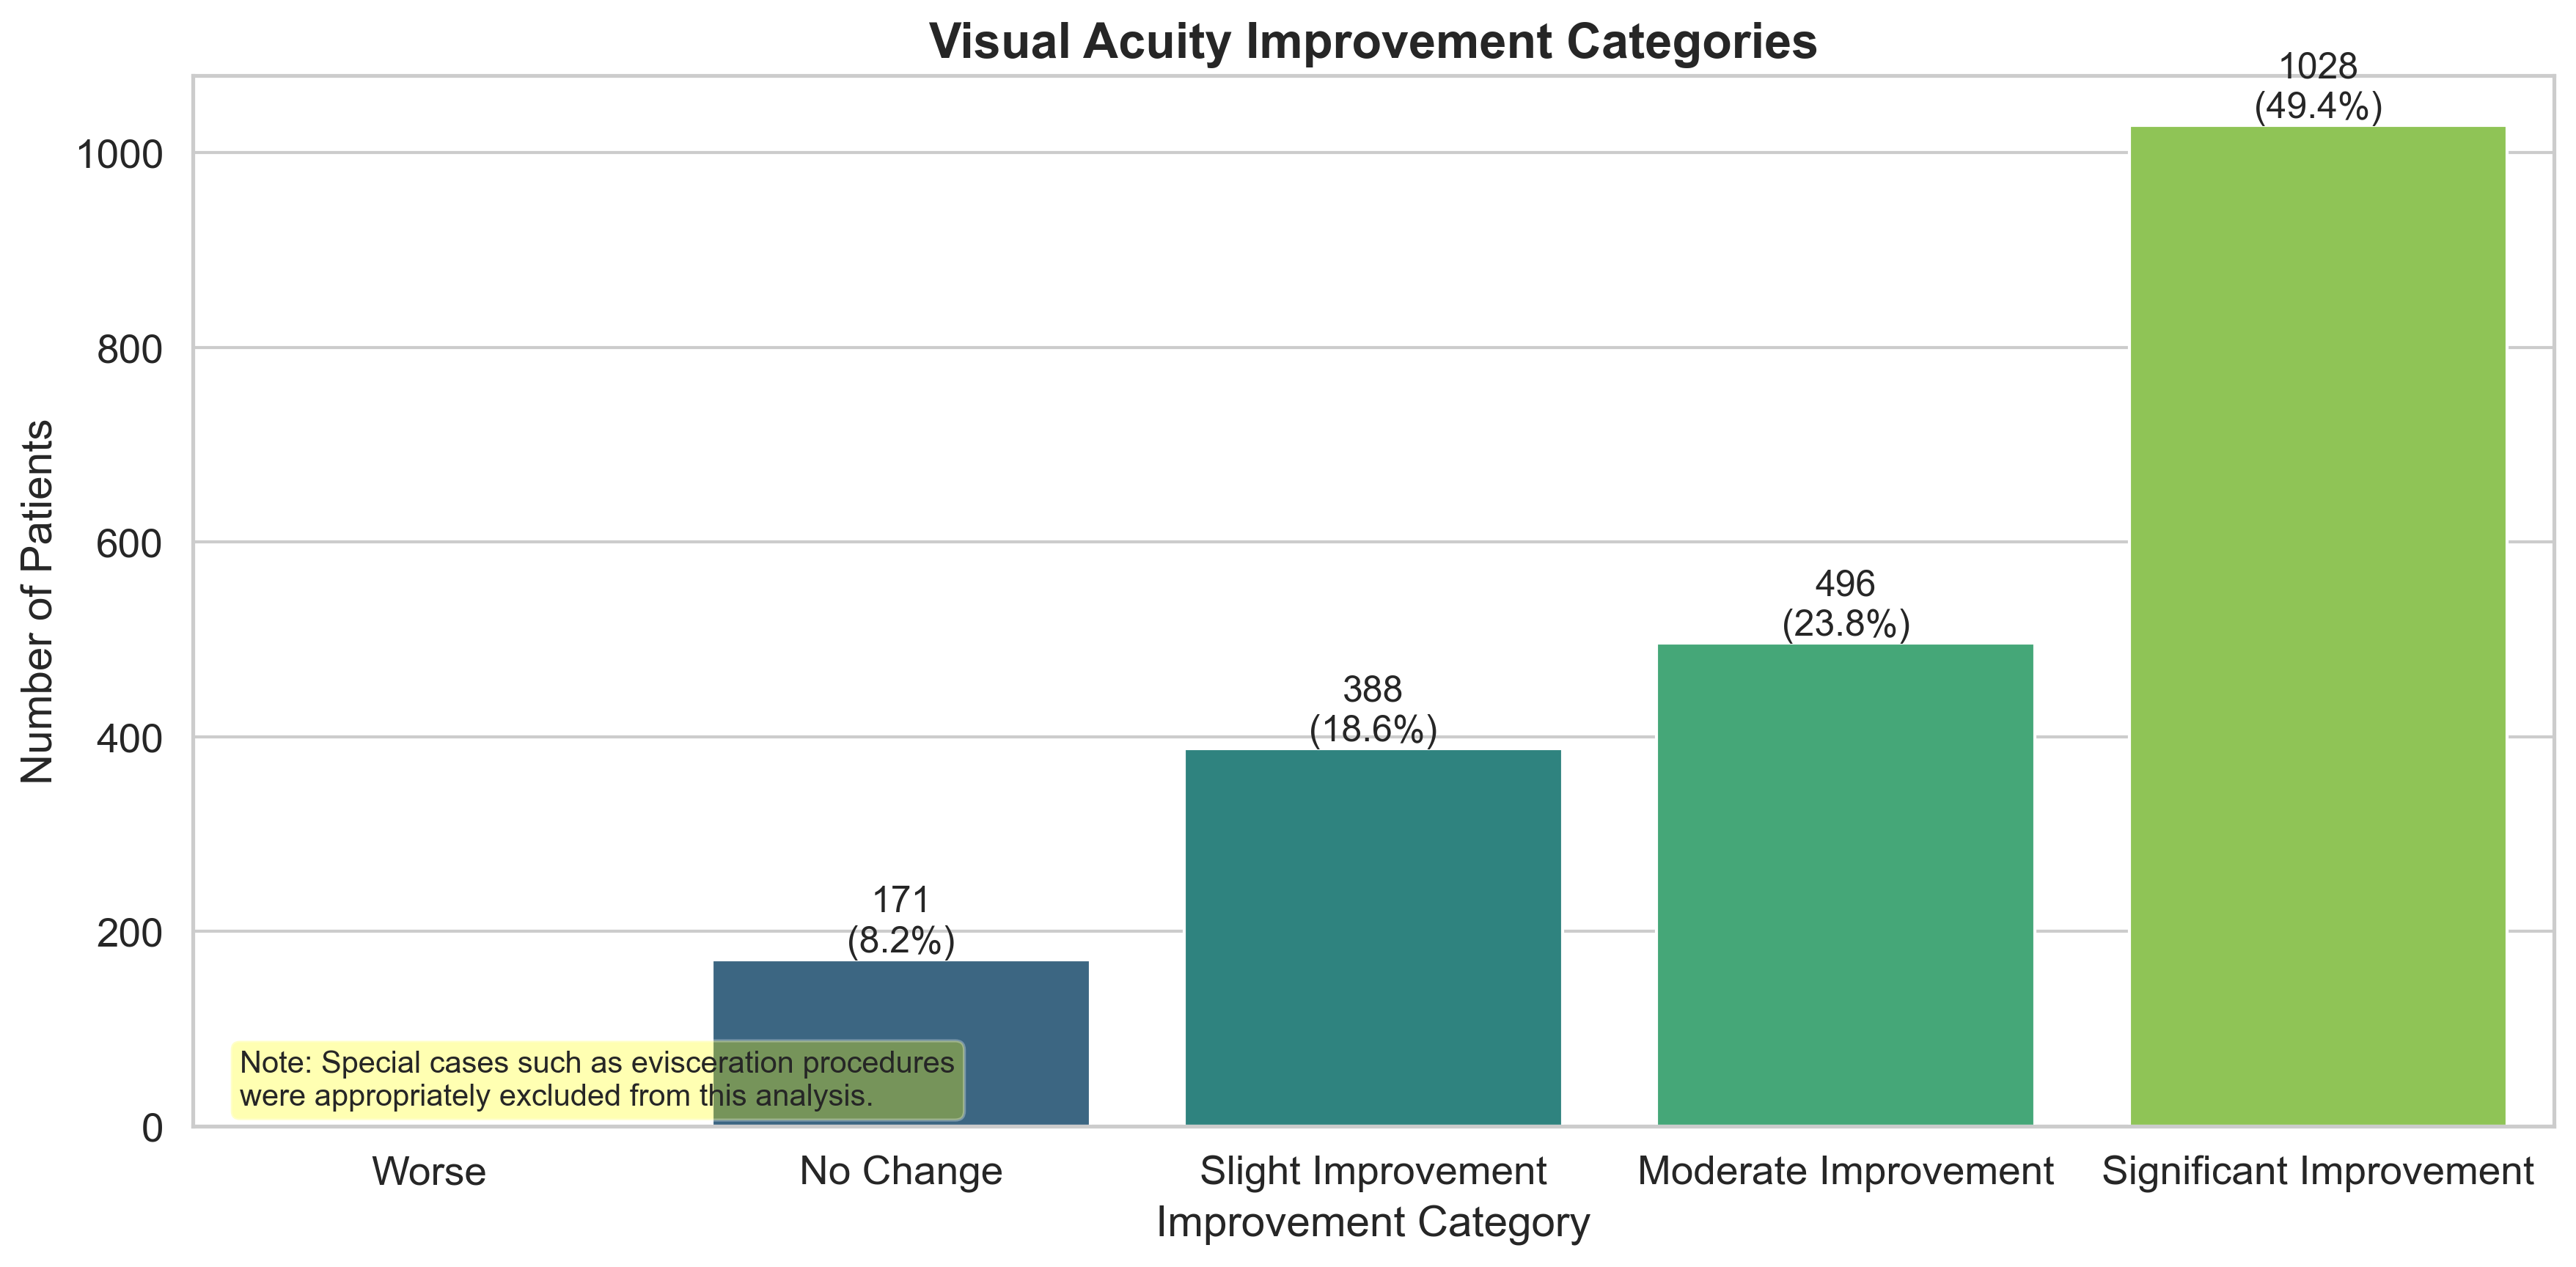 Visual Acuity Improvement Categories
1028
(49.4%)
1000
800
Number of Patients
600
496
(23.8%)
388
(18.6%)
400
171
(8.2%)
200
Note: Special cases such as evisceration procedures
were appropriately excluded from this analysis.
0
Worse
No Change
Slight Improvement
Moderate Improvement
Significant Improvement
Improvement Category